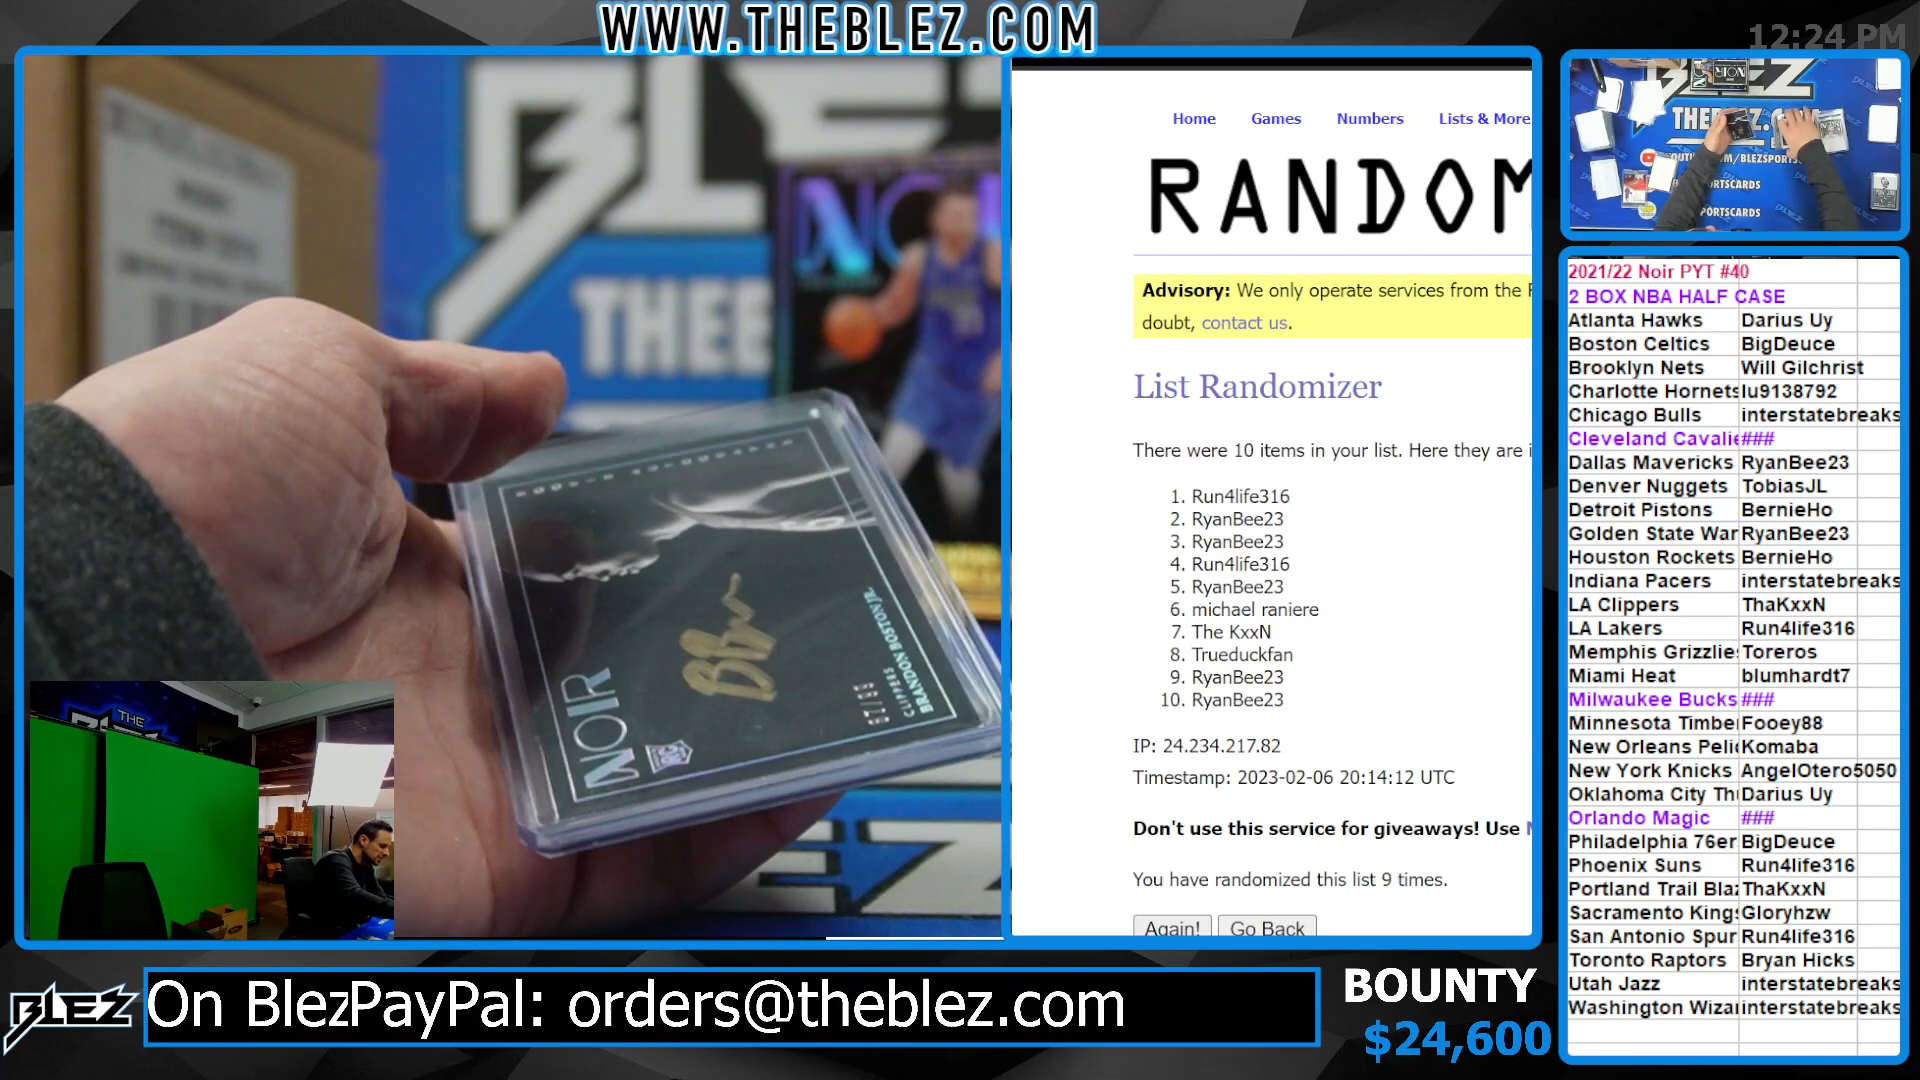 WWW.THEBLEZ.COM
12:24 PM
Home Games Numbers Lists & More
RANDOM
Advisory: We only operate services from the
doubt, contact us.
List Randomizer
There were 10 items in your list. Here they are
1. Run4life316
2. RyanBee23
3. RyanBee23
4. Run4life316
5. RyanBee23
6. michael raniere
7. The KxxN
8. Trueduckfan
9. RyanBee23
10. RyanBee23
IP: 24.234.217.82
Timestamp: 2023-02-06 20:14:12 UTC
Don't use this service for giveaways! Use
You have randomized this list 9 times.
Again! Go Back
NOIR
CLIPPERS
BRANDON BOSTON JR.
THE
2021/22 Noir PYT #40
2 BOX NBA HALF CASE
Atlanta Hawks Darius Uy
Boston Celtics BigDeuce
Brooklyn Nets Will Gilchrist
Charlotte Hornets lu9138792
Chicago Bulls interstatebreaks
Cleveland Cavalie ###
Dallas Mavericks RyanBee23
Denver Nuggets TobiasJL
Detroit Pistons BernieHo
Golden State War RyanBee23
Houston Rockets BernieHo
Indiana Pacers interstatebreaks
LA Clippers ThaKxxN
LA Lakers Run4life316
Memphis Grizzlie Toreros
Miami Heat blumhardt7
Milwaukee Bucks ###
Minnesota Timbe Fooey88
New Orleans Peli Komaba
New York Knicks AngelOtero5050
Oklahoma City Th Darius Uy
Orlando Magic ###
Philadelphia 76er BigDeuce
Phoenix Suns Run4life316
Portland Trail Bla ThaKxxN
Sacramento Kings Gloryhzw
San Antonio Spur Run4life316
Toronto Raptors Bryan Hicks
Utah Jazz interstatebreaks
Washington Wiza interstatebreaks
BLEZ
On BlezPayPal: orders@theblez.com
BOUNTY
$24,600